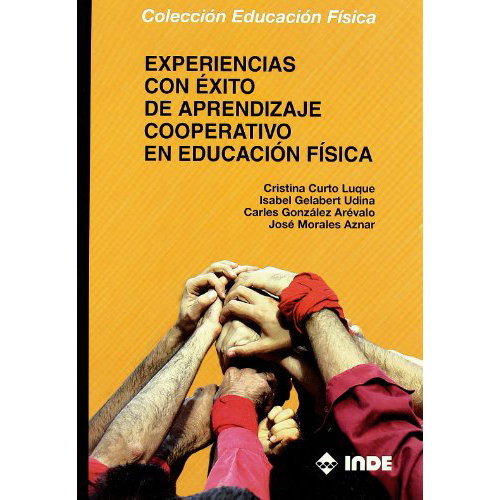 Colección Educación Física
EXPERIENCIAS
CON ÉXITO
DE APRENDIZAJE
COOPERATIVO
EN EDUCACIÓN FÍSICA
Cristina Curto Luque
Isabel Gelabert Udina
Carles González Arévalo
José Morales Aznar
INDE